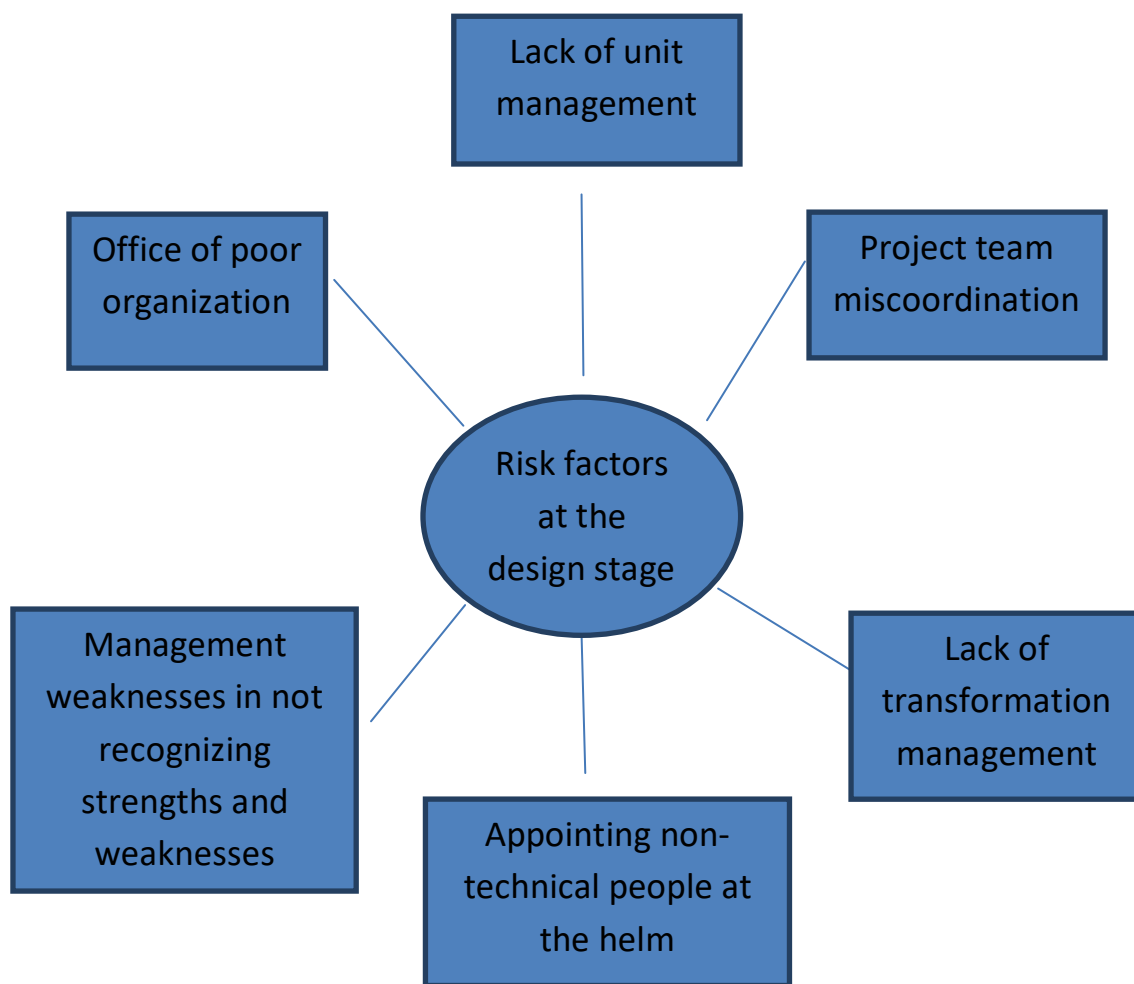 Lack of unit
management
Office of poor
organization
Project team
miscoordination
Risk factors
at the
design stage
Management
weaknesses in not
recognizing
strengths and
weaknesses
Lack of
transformation
management
Appointing non-
technical people at
the helm